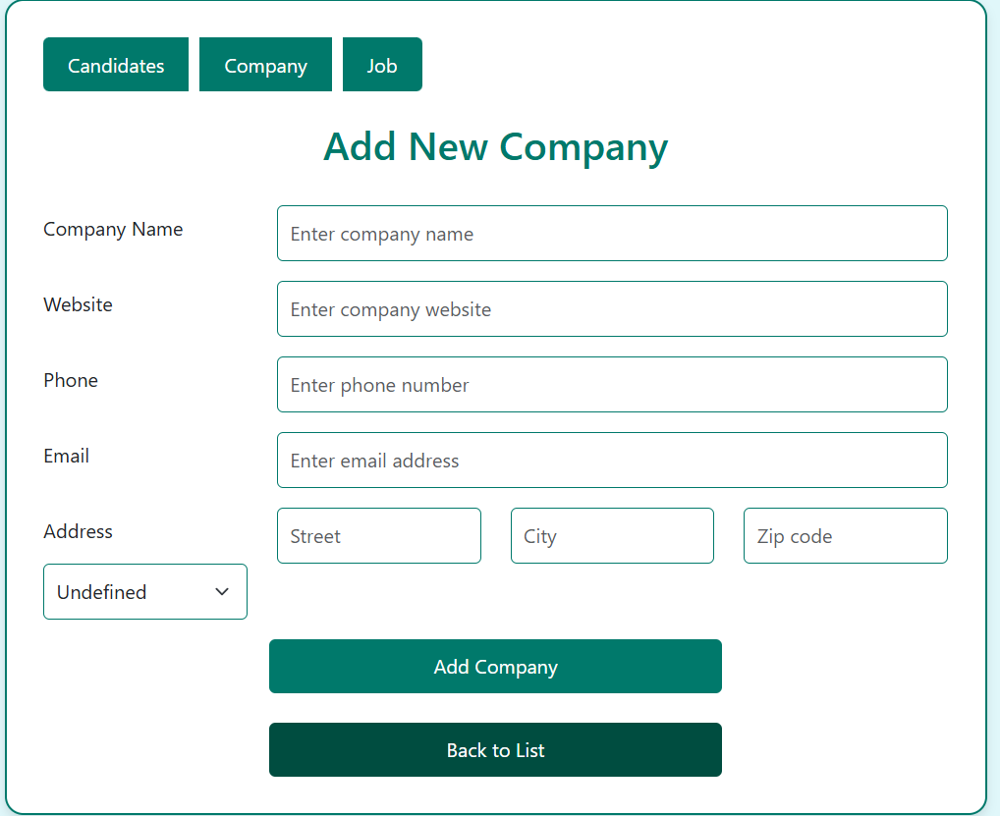 Candidates Company Job
Add New Company
Company Name Enter company name
Website Enter company website
Phone Enter phone number
Email Enter email address
Address Street City Zip code
Undefined
Add Company
Back to List